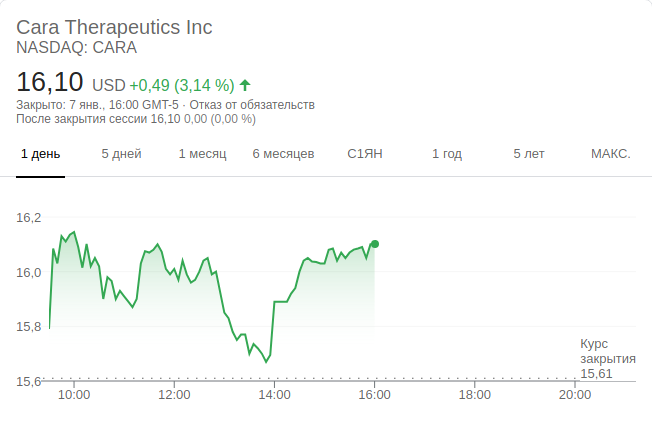 Cara Therapeutics Inc
NASDAQ: CARA
16,10 USD +0,49 (3,14 %)
Закрыто: 7 янв., 16:00 GMT-5 · Отказ от обязательств
После закрытия сессии 16,10 0,00 (0,00 %)
1 день 5 дней 1 месяц 6 месяцев С1ЯН 1 год 5 лет МАКС.
16,2
16,0
15,8
Курс
закрытия
15,61
15,6
10:00 12:00 14:00 16:00 18:00 20:00